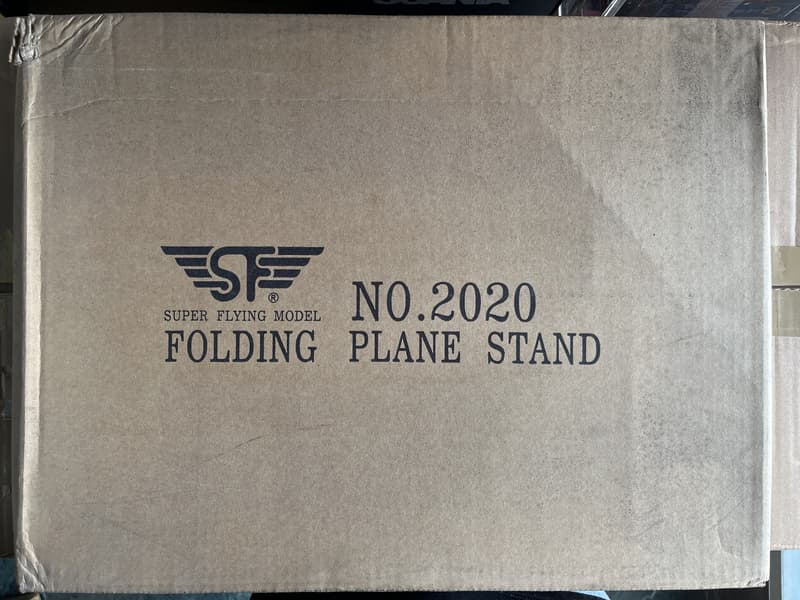 SF®
SUPER FLYING MODEL
NO.2020
FOLDING PLANE STAND